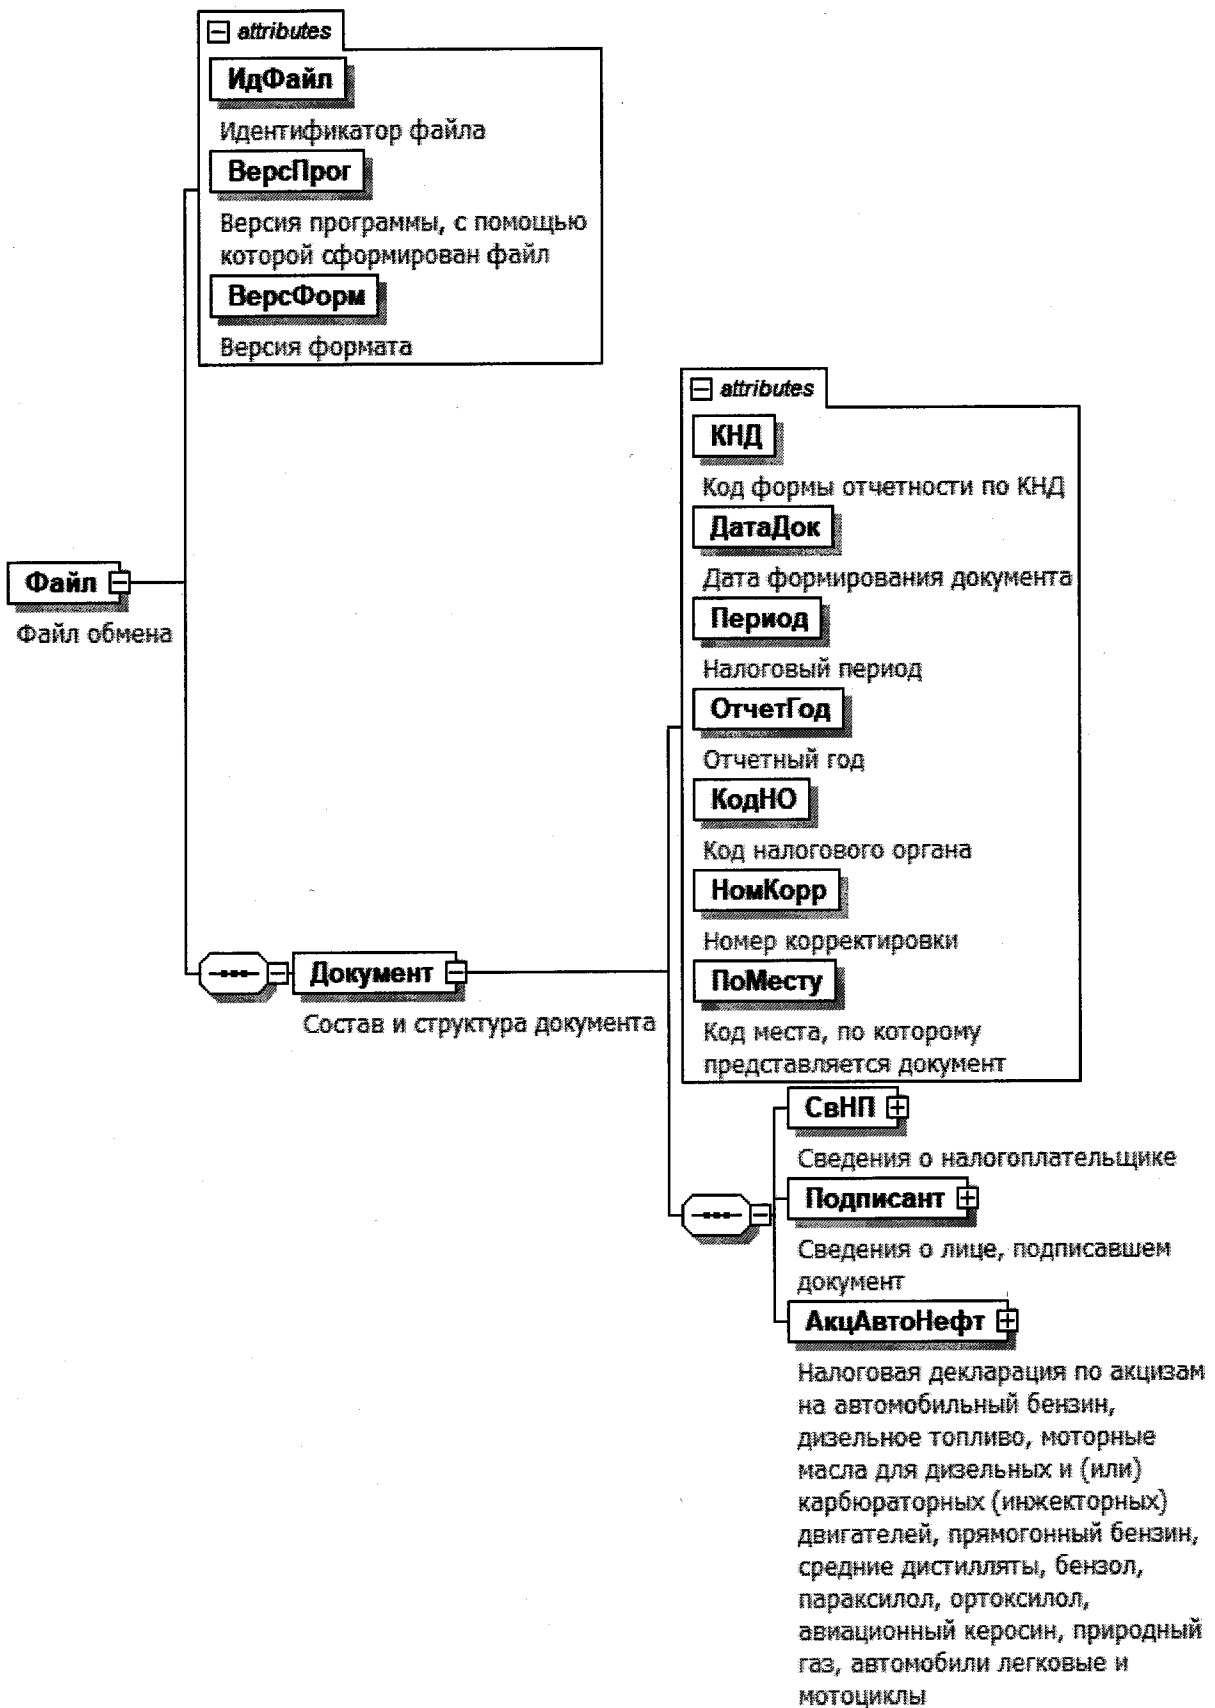 attributes
ИдФайл
Идентификатор файла
ВерсПрог
Версия программы, с помощью
которой сформирован файл
ВерсФорм
Версия формата
attributes
КНД
Код формы отчетности по КНД
ДатаДок
Дата формирования документа
Период
Налоговый период
ОтчетГод
Отчетный год
КодНО
Код налогового органа
НомКорр
Номер корректировки
ПоМесту
Код места, по которому
представляется документ
Файл
Файл обмена
Документ
Состав и структура документа
СвНП
Сведения о налогоплательщике
Подписант
Сведения о лице, подписавшем
документ
АкцАвтоНефт
Налоговая декларация по акцизам
на автомобильный бензин,
дизельное топливо, моторные
масла для дизельных и (или)
карбюраторных (инжекторных)
двигателей, прямогонный бензин,
средние дистилляты, бензол,
параксилол, ортоксилол,
авиационный керосин, природный
газ, автомобили легковые и
мотоциклы